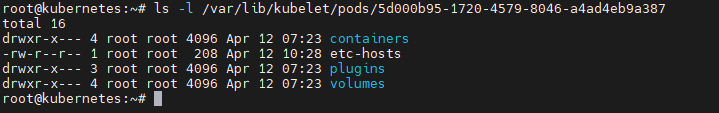 root@kubernetes:~# ls -l /var/lib/kubelet/pods/5d000b95-1720-4579-8046-a4ad4eb9a387
total 16
drwxr-x--- 4 root root 4096 Apr 12 07:23 containers
-rw-r--r-- 1 root root  208 Apr 12 10:28 etc-hosts
drwxr-x--- 3 root root 4096 Apr 12 07:23 plugins
drwxr-x--- 4 root root 4096 Apr 12 07:23 volumes
root@kubernetes:~#